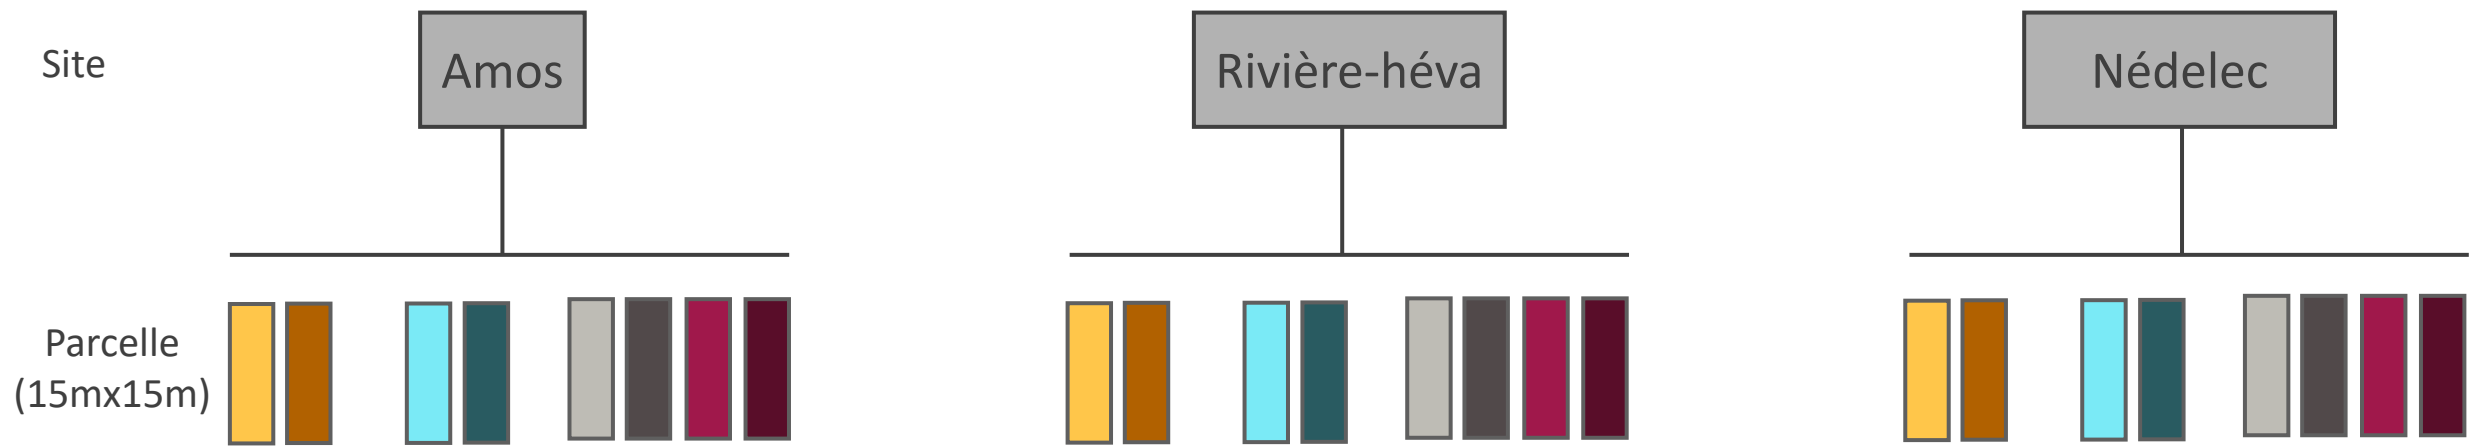 Site
Amos
Rivière-héva
Nédelec
Parcelle
(15mx15m)